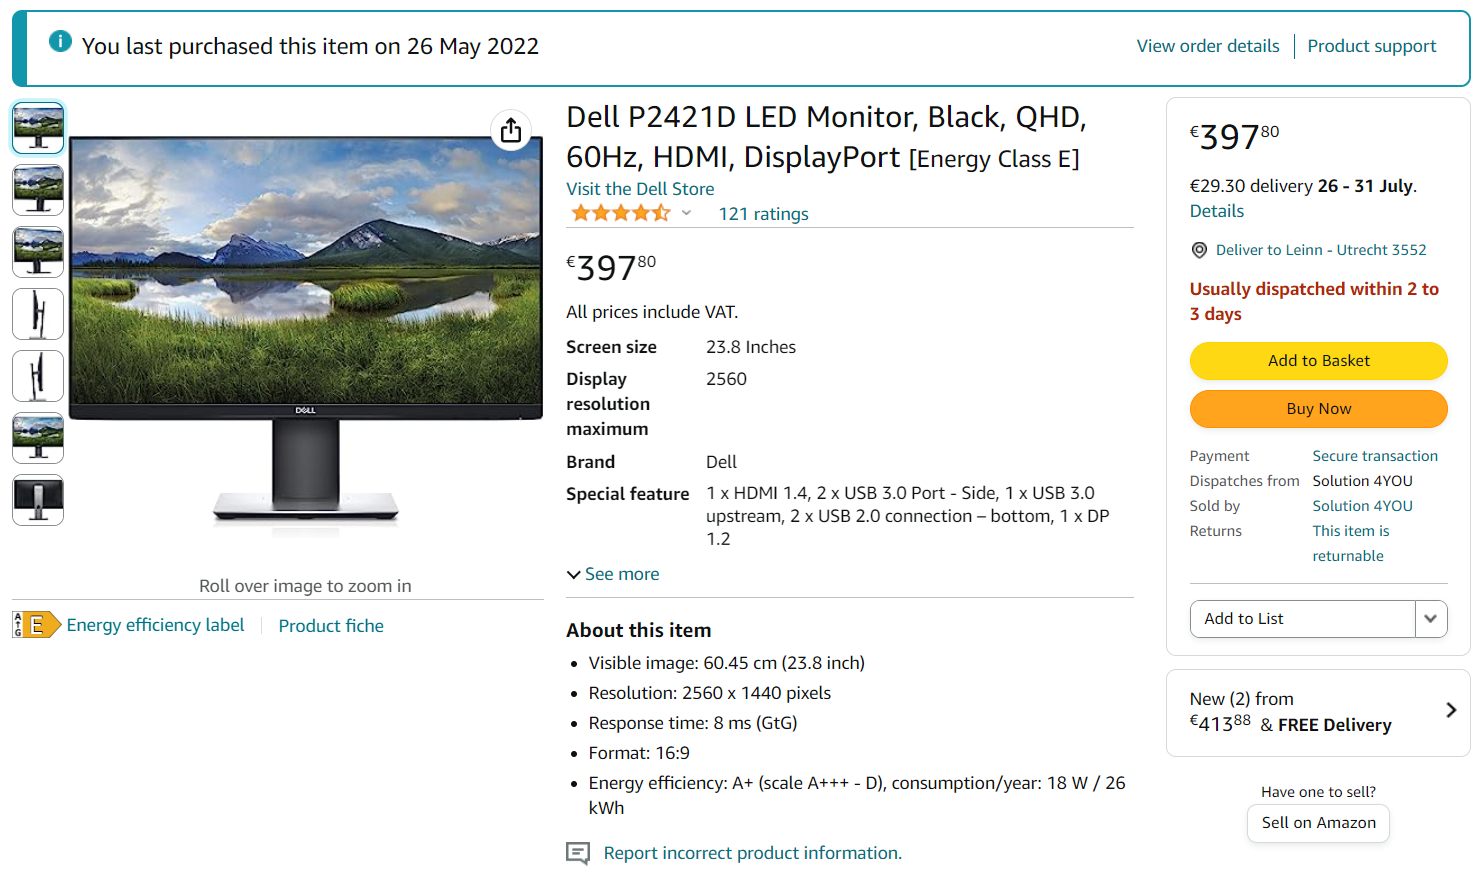 You last purchased this item on 26 May 2022
View order details
Product support
Dell P2421D LED Monitor, Black, QHD,
60Hz, HDMI, DisplayPort [Energy Class E]
Visit the Dell Store
121 ratings
€39780
All prices include VAT.
Screen size 23.8 Inches
Display 2560
resolution
maximum
Brand Dell
Special feature 1 x HDMI 1.4, 2 x USB 3.0 Port - Side, 1 x USB 3.0
upstream, 2 x USB 2.0 connection – bottom, 1 x DP
1.2
See more
About this item
• Visible image: 60.45 cm (23.8 inch)
• Resolution: 2560 x 1440 pixels
• Response time: 8 ms (GtG)
• Format: 16:9
• Energy efficiency: A+ (scale A+++ - D), consumption/year: 18 W / 26
kWh
Report incorrect product information.
DELL
Roll over image to zoom in
A
G
E
Energy efficiency label
Product fiche
€39780
€29.30 delivery 26 - 31 July.
Details
Deliver to Leinn - Utrecht 3552
Usually dispatched within 2 to
3 days
Add to Basket
Buy Now
Payment Secure transaction
Dispatches from Solution 4YOU
Sold by Solution 4YOU
Returns This item is
returnable
Add to List
New (2) from
€41388 & FREE Delivery
Have one to sell?
Sell on Amazon